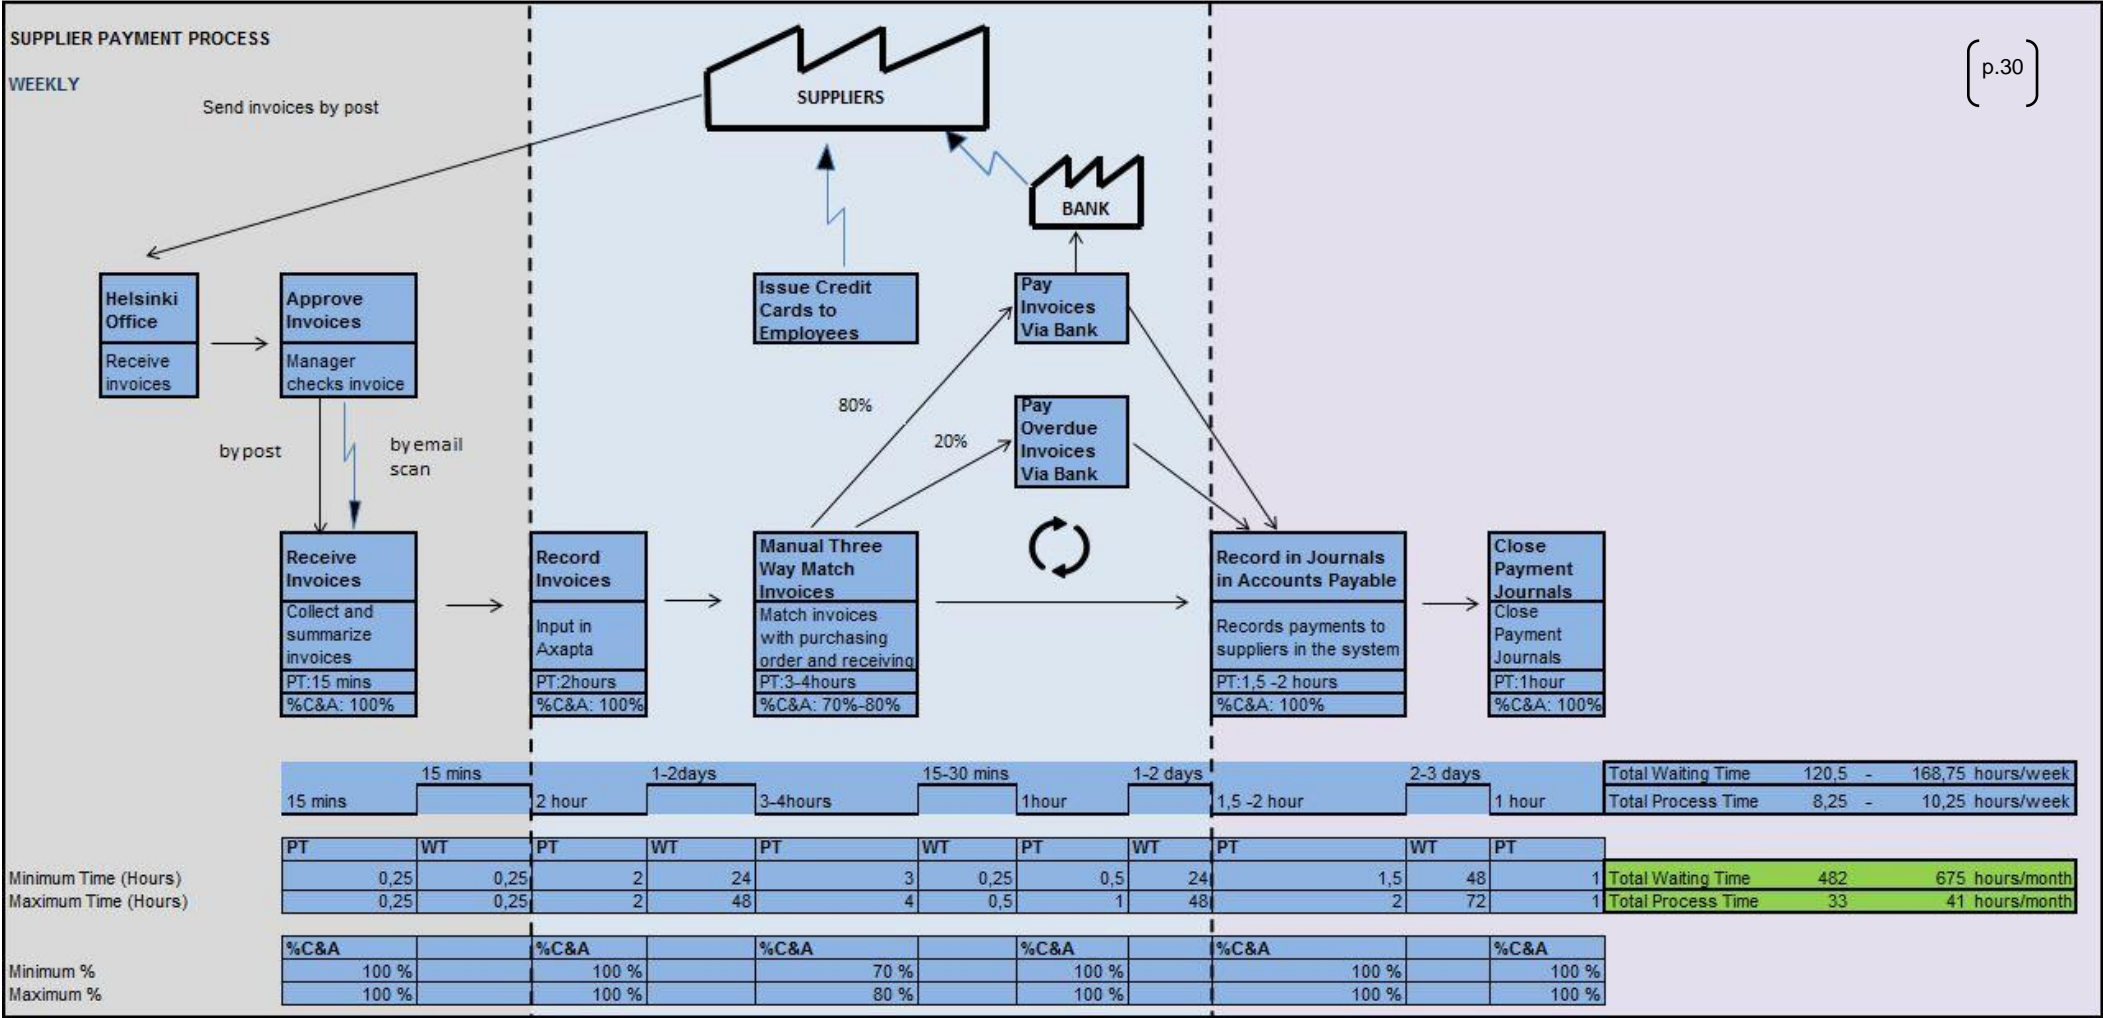 SUPPLIER PAYMENT PROCESS
WEEKLY
p.30
Send invoices by post
SUPPLIERS
BANK
Helsinki
Office
Receive
invoices
Approve
Invoices
Manager
checks invoice
by post
by email
scan
Issue Credit
Cards to
Employees
Pay
Invoices
Via Bank
80%
20%
Pay
Overdue
Invoices
Via Bank
Receive
Invoices
Collect and
summarize
invoices
PT:15 mins
%C&A: 100%
Record
Invoices
Input in
Axapta
PT:2hours
%C&A: 100%
Manual Three
Way Match
Invoices
Match invoices
with purchasing
order and receiving
PT:3-4hours
%C&A: 70%-80%
Record in Journals
in Accounts Payable
Records payments to
suppliers in the system
PT:1,5 -2 hours
%C&A: 100%
Close
Payment
Journals
Close
Payment
Journals
PT:1hour
%C&A: 100%
15 mins 1-2days 15-30 mins 1-2 days 2-3 days Total Waiting Time 120,5 - 168,75 hours/week
15 mins 2 hour 3-4hours 1hour 1,5 -2 hour 1 hour Total Process Time 8,25 - 10,25 hours/week
PT WT PT WT PT WT PT WT PT WT PT
Minimum Time (Hours) 0,25 0,25 2 24 3 0,25 0,5 24 1,5 48 1 Total Waiting Time 482 675 hours/month
Maximum Time (Hours) 0,25 0,25 2 48 4 0,5 1 48 2 72 1 Total Process Time 33 41 hours/month
%C&A %C&A %C&A %C&A %C&A %C&A
Minimum % 100 % 100 % 70 % 100 % 100 % 100 %
Maximum % 100 % 100 % 80 % 100 % 100 % 100 %